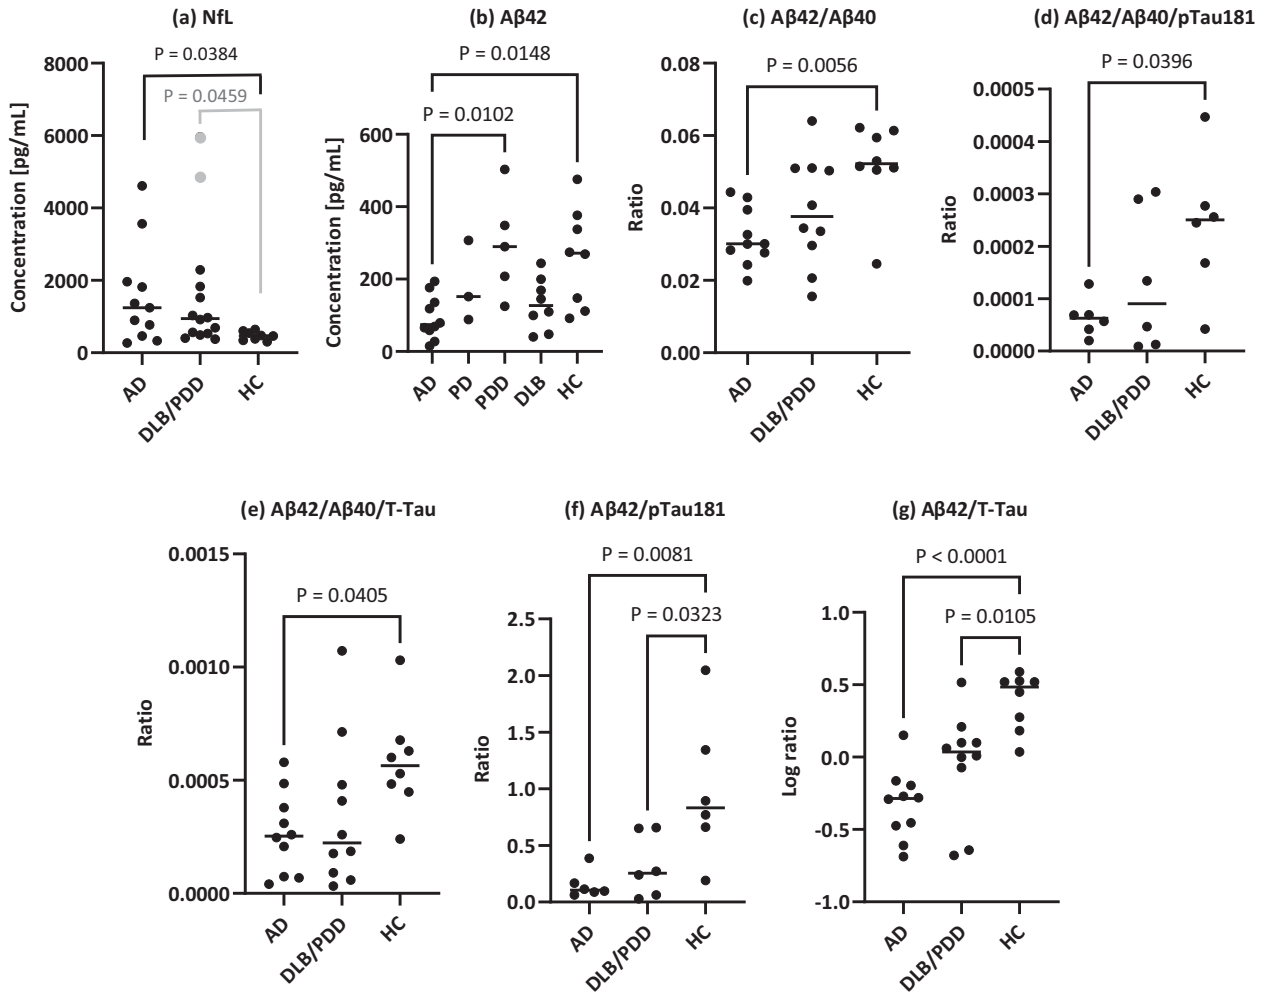 (a) NfL
P = 0.0384
P = 0.0459
Concentration [pg/mL]
8000
6000
4000
2000
0
AD
DLB/PDD
HC
(b) Aβ42
P = 0.0148
P = 0.0102
Concentration [pg/mL]
600
400
200
0
AD
PD
PDD
DLB
HC
(c) Aβ42/Aβ40
P = 0.0056
Ratio
0.08
0.06
0.04
0.02
0.00
AD
DLB/PDD
HC
(d) Aβ42/Aβ40/pTau181
P = 0.0396
Ratio
0.0005
0.0004
0.0003
0.0002
0.0001
0.0000
AD
DLB/PDD
HC
(e) Aβ42/Aβ40/T-Tau
P = 0.0405
Ratio
0.0015
0.0010
0.0005
0.0000
AD
DLB/PDD
HC
(f) Aβ42/pTau181
P = 0.0081
P = 0.0323
Ratio
2.5
2.0
1.5
1.0
0.5
0.0
AD
DLB/PDD
HC
(g) Aβ42/T-Tau
P < 0.0001
P = 0.0105
Log ratio
1.0
0.5
0.0
-0.5
-1.0
AD
DLB/PDD
HC